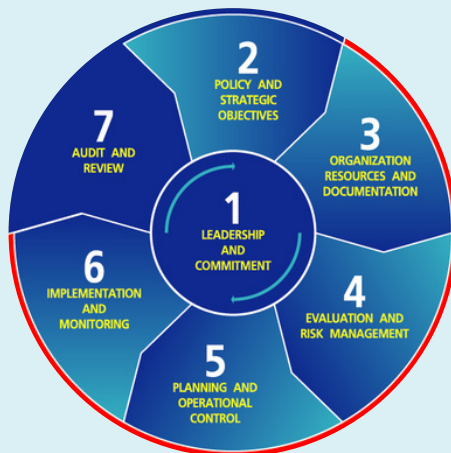 1
LEADERSHIP
AND
COMMITMENT
2
POLICY AND
STRATEGIC
OBJECTIVES
3
ORGANIZATION
RESOURCES AND
DOCUMENTATION
4
EVALUATION AND
RISK MANAGEMENT
5
PLANNING AND
OPERATIONAL
CONTROL
6
IMPLEMENTATION
AND
MONITORING
7
AUDIT AND
REVIEW